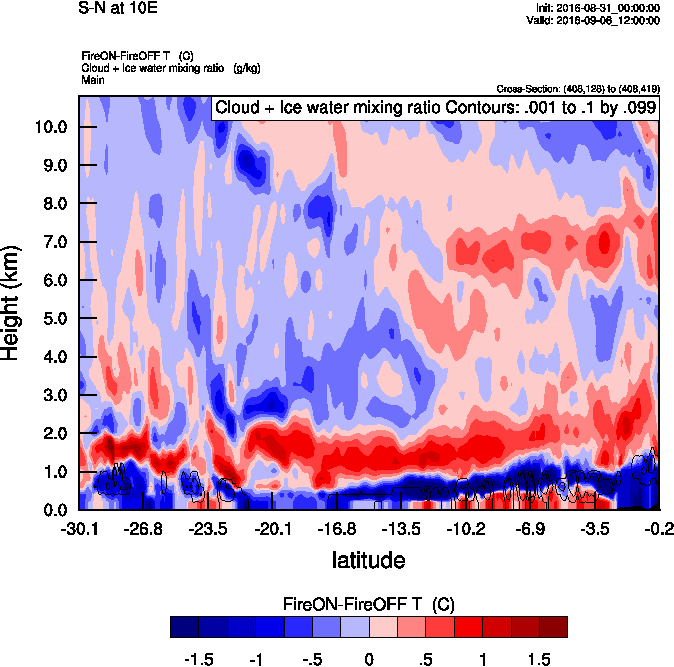 S-N at 10E
Init: 2016-08-31_00:00:00
Valid: 2016-09-06_12:00:00
FireON-FireOFF T (C)
Cloud + Ice water mixing ratio (g/kg)
Main
Cross-Section: (408,128) to (408,419)
Cloud + Ice water mixing ratio Contours: .001 to .1 by .099
10.0
9.0
8.0
7.0
6.0
5.0
4.0
3.0
2.0
1.0
0.0
Height (km)
-30.1 -26.8 -23.5 -20.1 -16.8 -13.5 -10.2 -6.9 -3.5 -0.2
latitude
FireON-FireOFF T (C)
-1.5 -1 -.5 0 .5 1 1.5